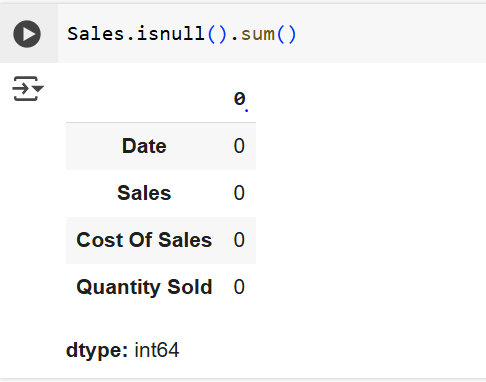 Sales.isnull().sum()
0
Date 0
Sales 0
Cost Of Sales 0
Quantity Sold 0
dtype: int64